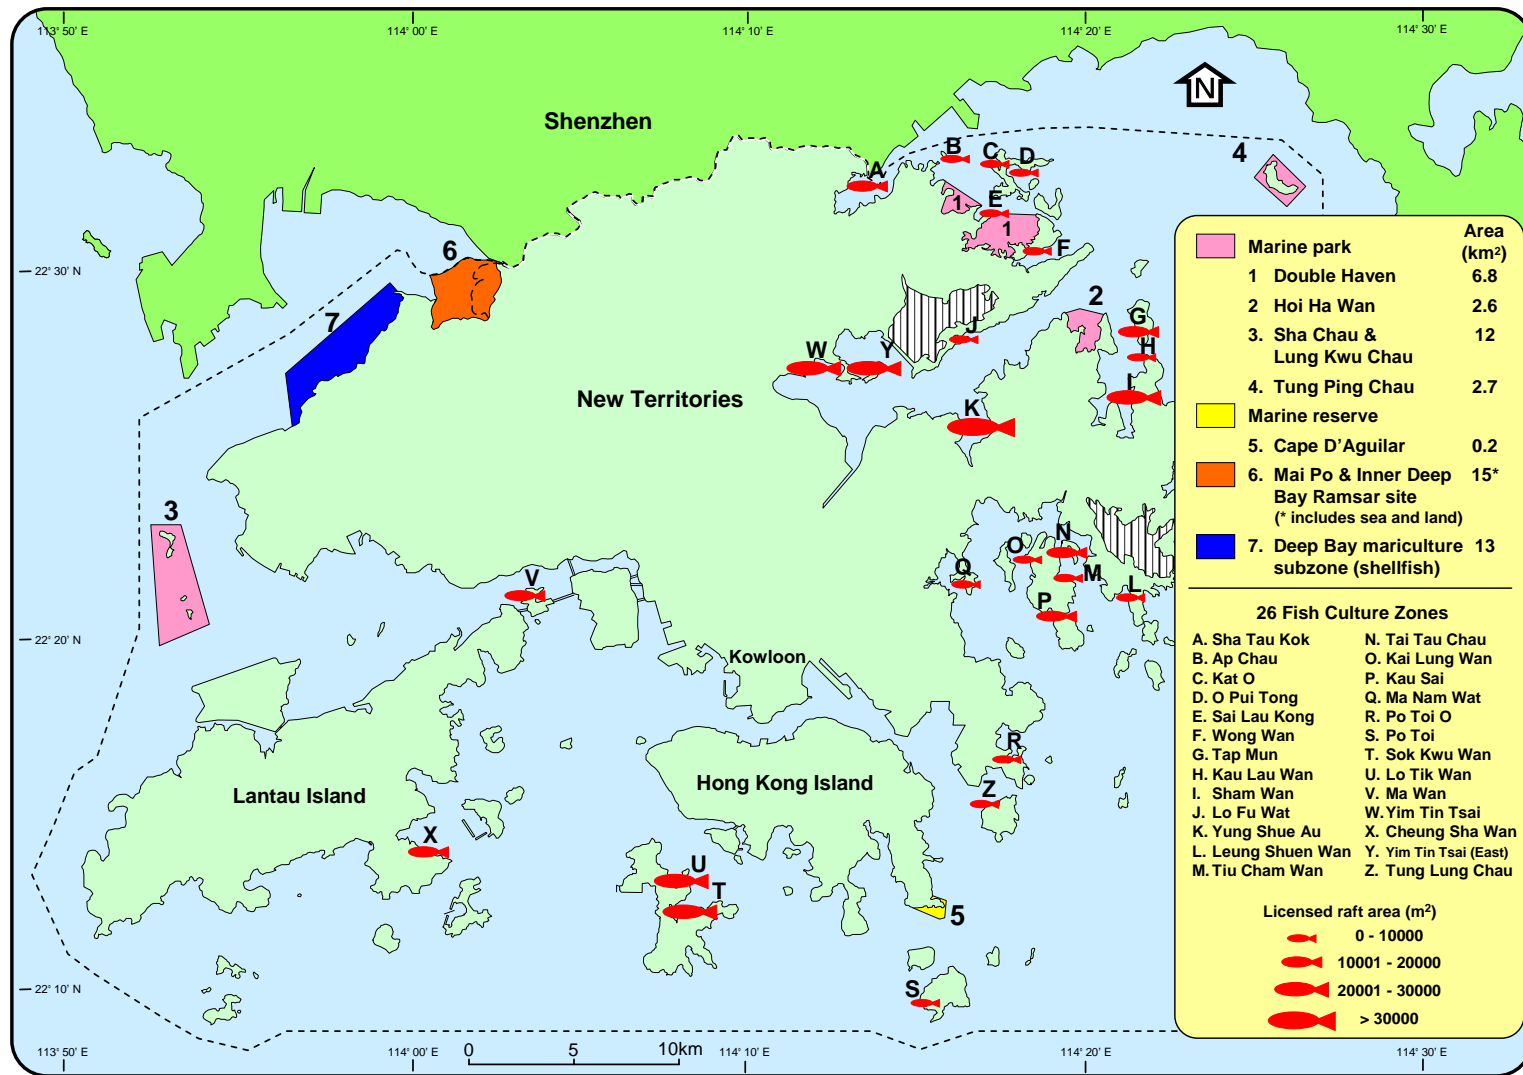 113° 50' E
114° 00' E
114° 10' E
114° 20' E
114° 30' E
N
Shenzhen
B
C
D
4
A
1
E
1
F
6
22° 30' N
7
2
G
J
H
W
Y
I
New Territories
K
3
N
O
M
Q
L
V
P
22° 20' N
Kowloon
R
Hong Kong Island
Lantau Island
Z
X
U
T
5
22° 10' N
S
113° 50' E
114° 00' E
0 5 10km
114° 10' E
114° 20' E
114° 30' E
Area
Marine park (km²)
1 Double Haven 6.8
2 Hoi Ha Wan 2.6
3. Sha Chau & 12
Lung Kwu Chau
4. Tung Ping Chau 2.7
Marine reserve
5. Cape D'Aguilar 0.2
6. Mai Po & Inner Deep 15*
Bay Ramsar site
(* includes sea and land)
7. Deep Bay mariculture 13
subzone (shellfish)
26 Fish Culture Zones
A. Sha Tau Kok
B. Ap Chau
C. Kat O
D. O Pui Tong
E. Sai Lau Kong
F. Wong Wan
G. Tap Mun
H. Kau Lau Wan
I. Sham Wan
J. Lo Fu Wat
K. Yung Shue Au
L. Leung Shuen Wan
M. Tiu Cham Wan
N. Tai Tau Chau
O. Kai Lung Wan
P. Kau Sai
Q. Ma Nam Wat
R. Po Toi O
S. Po Toi
T. Sok Kwu Wan
U. Lo Tik Wan
V. Ma Wan
W. Yim Tin Tsai
X. Cheung Sha Wan
Y. Yim Tin Tsai (East)
Z. Tung Lung Chau
Licensed raft area (m²)
0 - 10000
10001 - 20000
20001 - 30000
> 30000